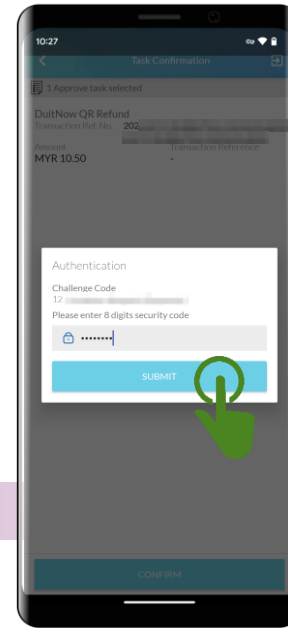 10:27
Task Confirmation
1 Approve task selected
DuitNow QR Refund
Transaction Ref No 202
Amount
Transaction Reference
MYR 10.50
-
Authentication
Challenge Code
12
Please enter 8 digits security code
••••••••
SUBMIT
CONFIRM